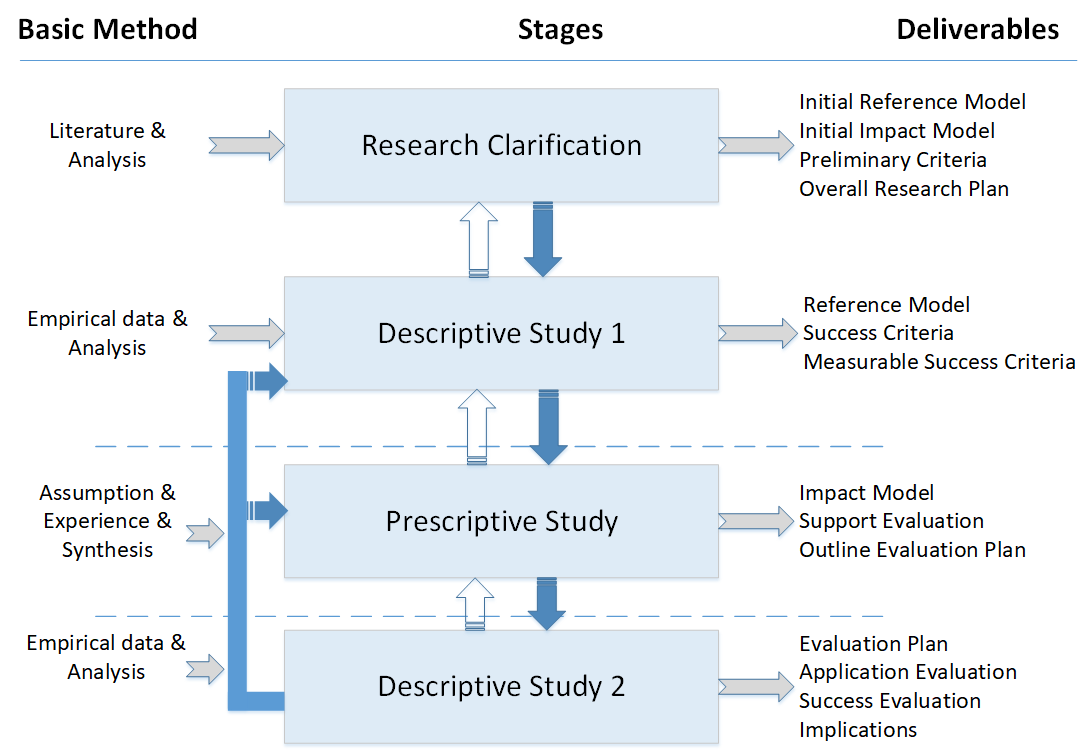 Basic Method
Stages
Deliverables
Literature &
Analysis
Research Clarification
Initial Reference Model
Initial Impact Model
Preliminary Criteria
Overall Research Plan
Empirical data &
Analysis
Descriptive Study 1
Reference Model
Success Criteria
Measurable Success Criteria
Assumption &
Experience &
Synthesis
Prescriptive Study
Impact Model
Support Evaluation
Outline Evaluation Plan
Empirical data &
Analysis
Descriptive Study 2
Evaluation Plan
Application Evaluation
Success Evaluation
Implications